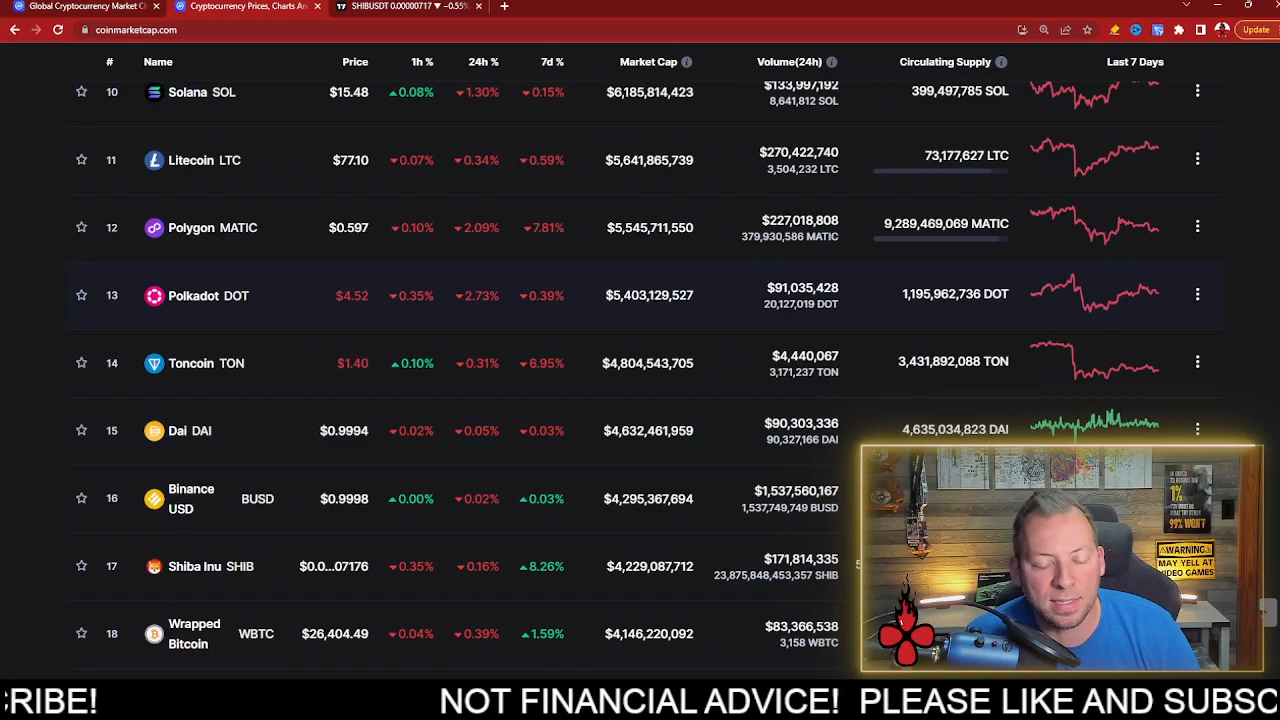 Global Cryptocurrency Market C
Cryptocurrency Prices, Charts An
SHIBUSDT 0.00000717 ▼ −0.55%
coinmarketcap.com
Update
# Name Price 1h % 24h % 7d % Market Cap Volume(24h) Circulating Supply Last 7 Days
10 Solana SOL $15.48 0.08% 1.30% 0.15% $6,185,814,423 $133,997,192 399,497,785 SOL
8,641,812 SOL
11 Litecoin LTC $77.10 0.07% 0.34% 0.59% $5,641,865,739 $270,422,740 73,177,627 LTC
3,504,232 LTC
12 Polygon MATIC $0.597 0.10% 2.09% 7.81% $5,545,711,550 $227,018,808 9,289,469,069 MATIC
379,930,586 MATIC
13 Polkadot DOT $4.52 0.35% 2.73% 0.39% $5,403,129,527 $91,035,428 1,195,962,736 DOT
20,127,019 DOT
14 Toncoin TON $1.40 0.10% 0.31% 6.95% $4,804,543,705 $4,440,067 3,431,892,088 TON
3,171,237 TON
15 Dai DAI $0.9994 0.02% 0.05% 0.03% $4,632,461,959 $90,303,336 4,635,034,823 DAI
90,327,166 DAI
16 Binance USD BUSD $0.9998 0.00% 0.02% 0.03% $4,295,367,694 $1,537,560,167
1,537,749,749 BUSD
17 Shiba Inu SHIB $0.0...07176 0.35% 0.16% 8.26% $4,229,087,712 $171,814,335
23,875,848,453,357 SHIB
18 Wrapped Bitcoin WBTC $26,404.49 0.04% 0.39% 1.59% $4,146,220,092 $83,366,538
3,158 WBTC
1%
99% WON'T
WARNING
MAY YELL AT
VIDEO GAMES
CRIBE! NOT FINANCIAL ADVICE! PLEASE LIKE AND SUBSC